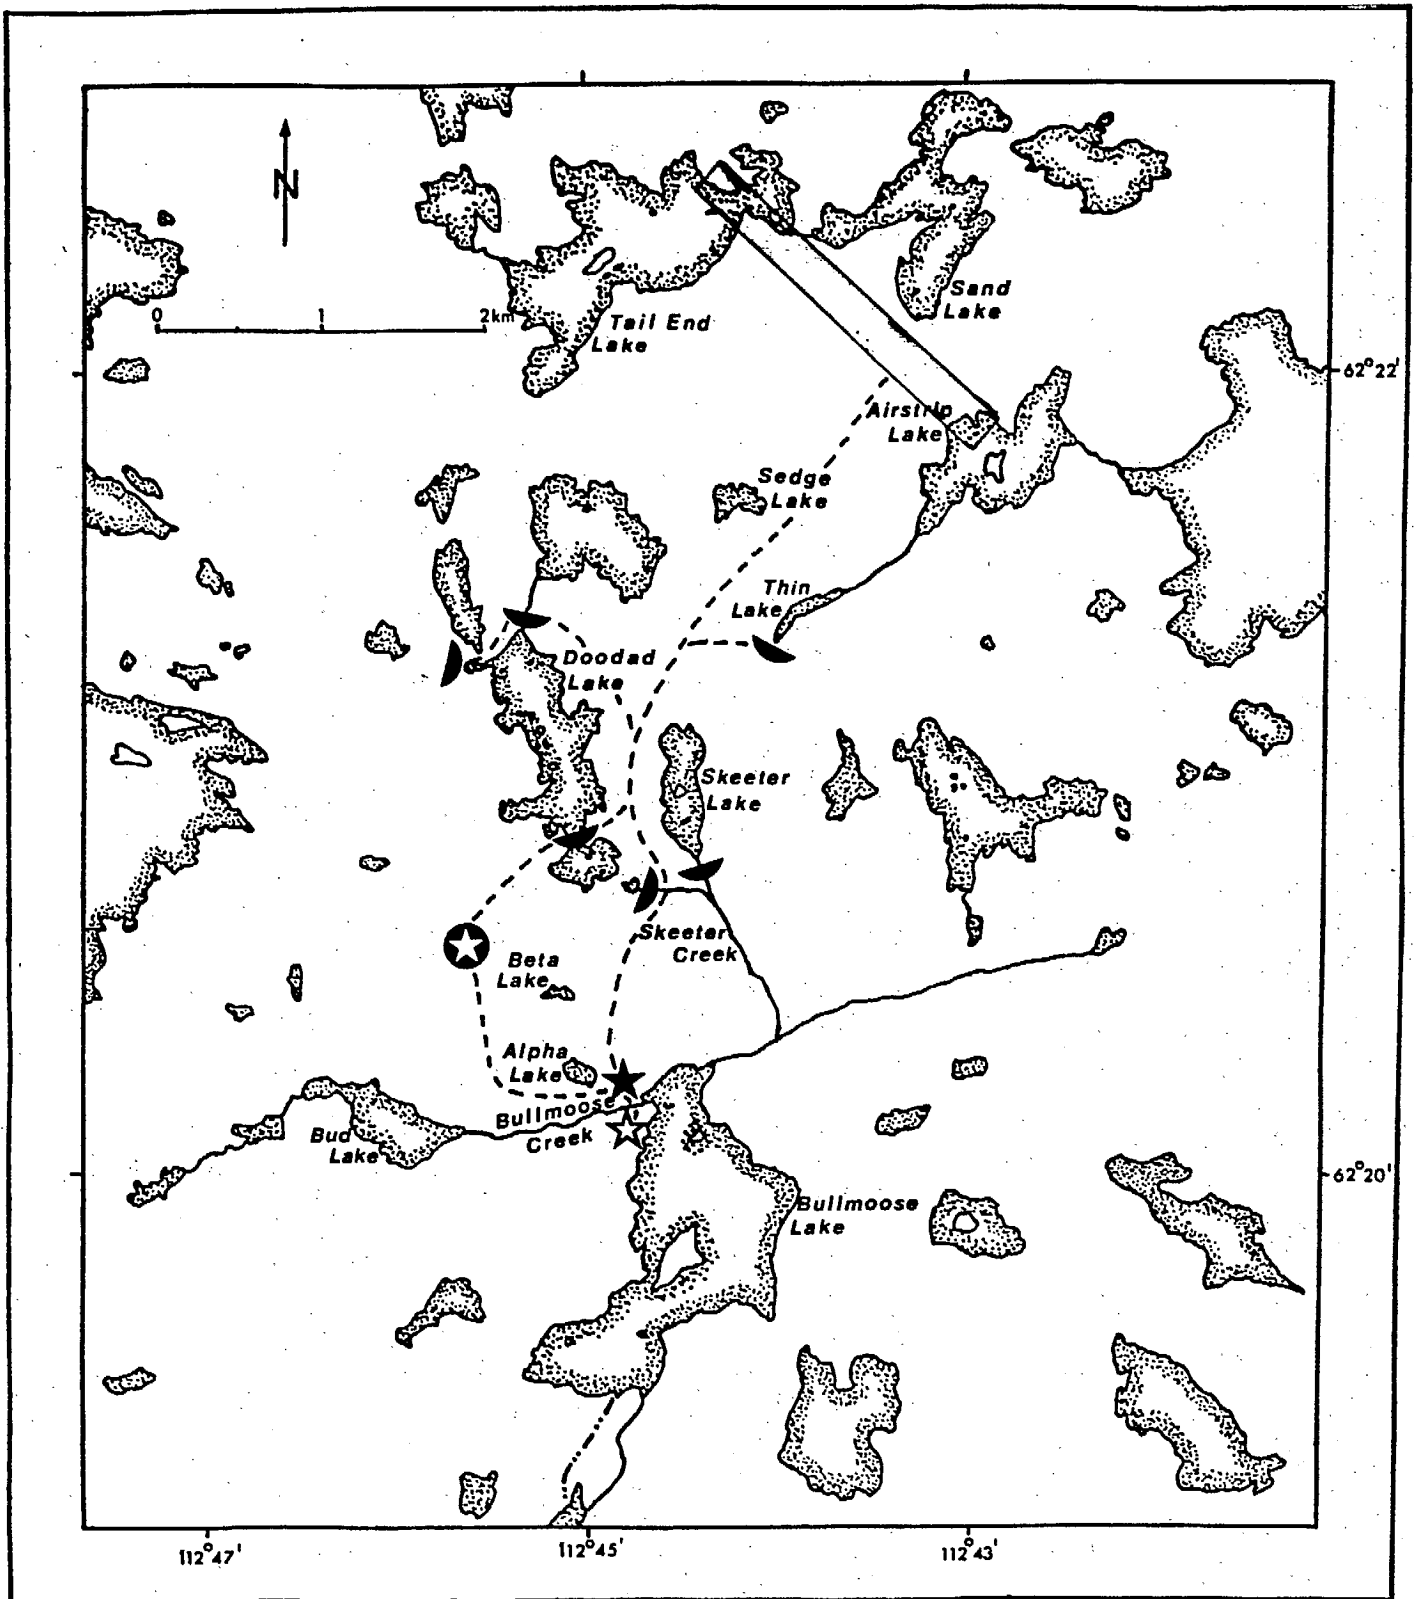 N
0 1 2km
Sand
Lake
Tail End
Lake
62°22'
Airstrip
Lake
Sedge
Lake
Thin
Lake
Doodad
Lake
Skeeter
Lake
Skeeter
Creek
Beta
Lake
Alpha
Lake
Bullmoose
Creek
Bud
Lake
62°20'
Bullmoose
Lake
112°47' 112°45' 112°43'